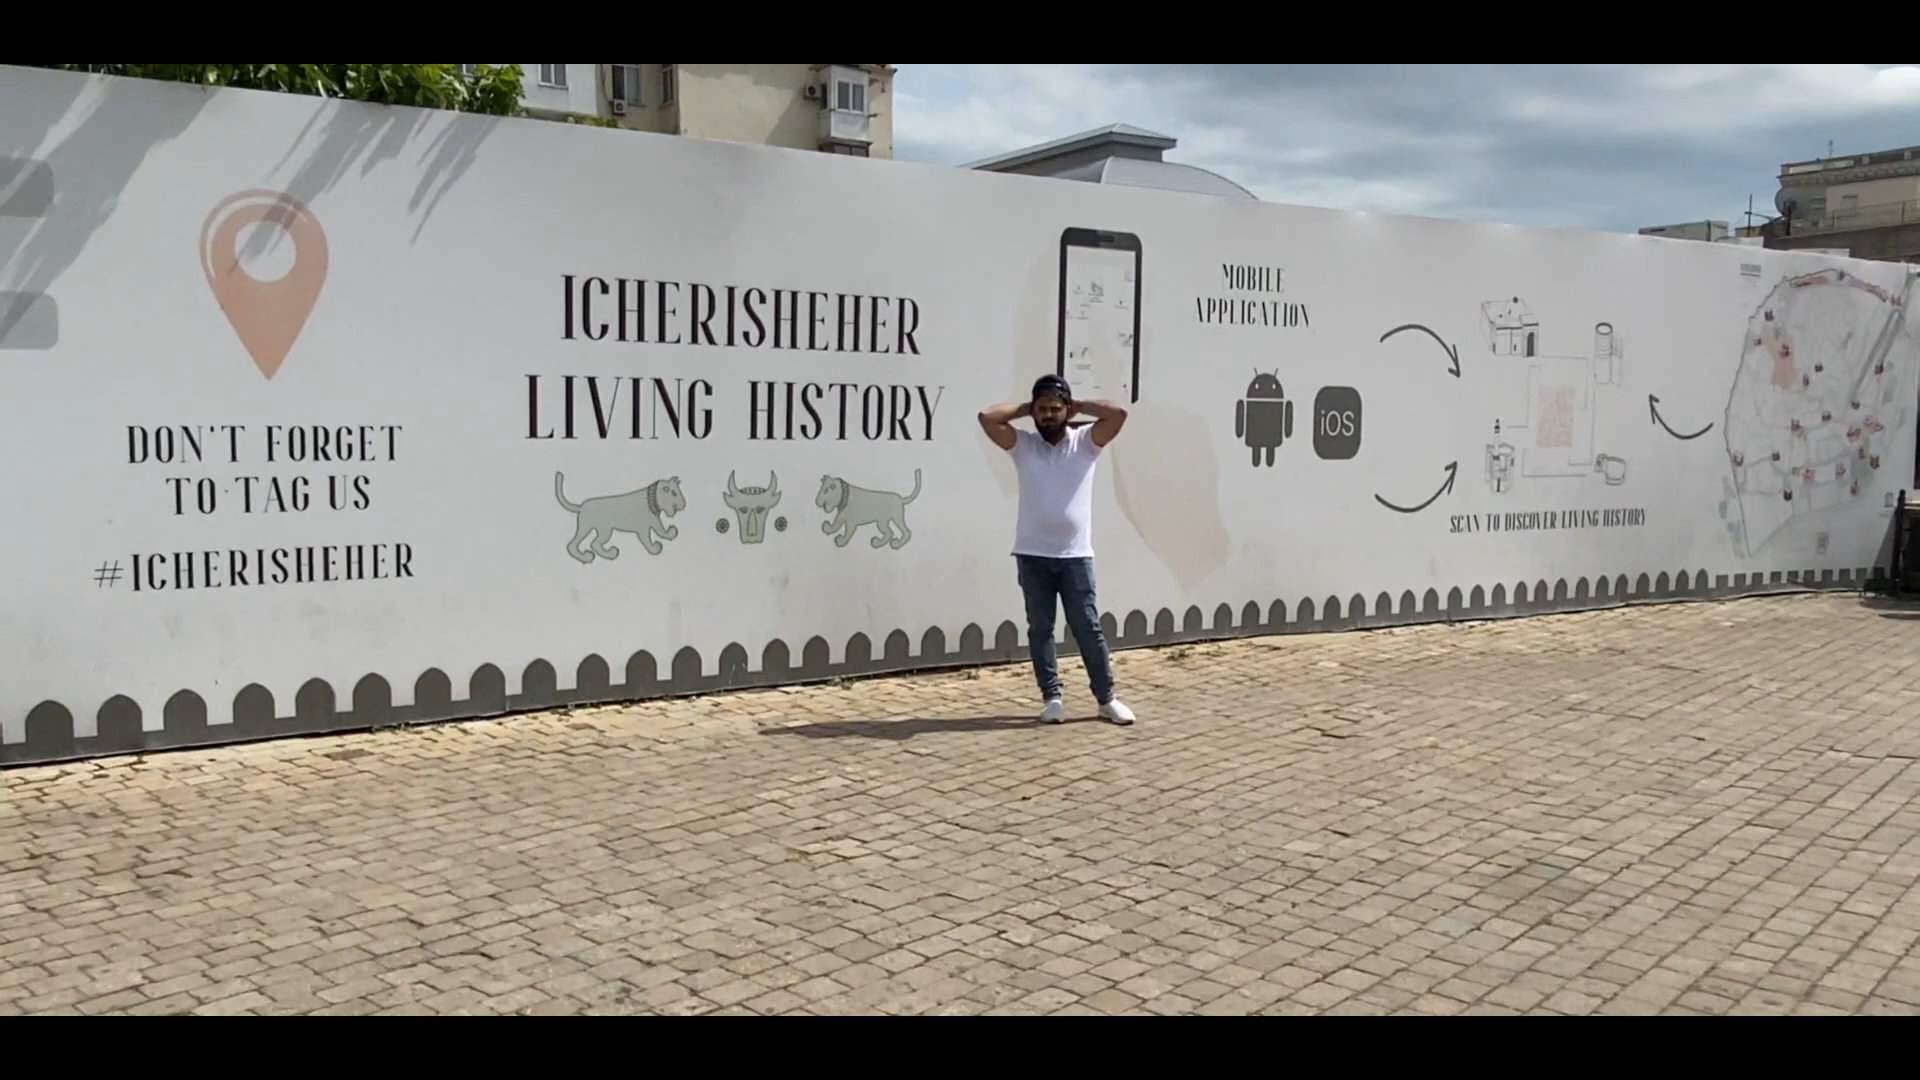 DON'T FORGET
TO TAG US
#ICHERISHEHER
ICHERISHEHER
LIVING HISTORY
MOBILE
APPLICATION
iOS
SCAN TO DISCOVER LIVING HISTORY